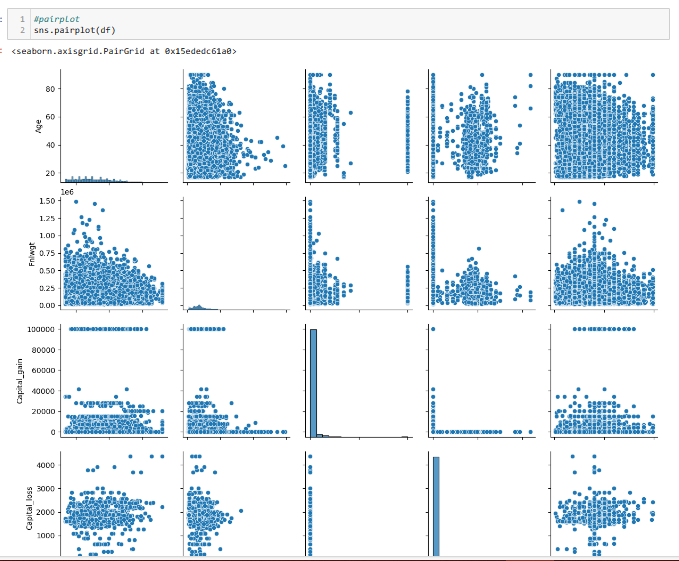 1 #pairplot
2 sns.pairplot(df)
<seaborn.axisgrid.PairGrid at 0x15ededc61a0>
80
60
40
20
Age
1e6
1.50
1.25
1.00
0.75
0.50
0.25
0.00
Fnlwgt
100000
80000
60000
40000
20000
0
Capital_gain
4000
3000
2000
1000
Capital_loss